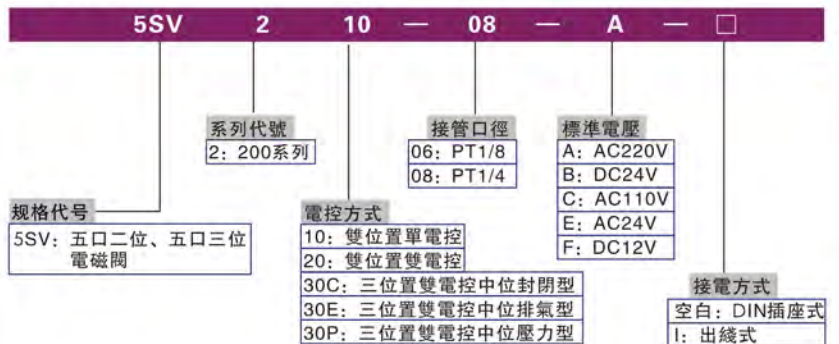 5SV 2 10 — 08 — A — □
系列代號
2：200系列
接管口徑
06：PT1/8
08：PT1/4
標準電壓
A：AC220V
B：DC24V
C：AC110V
E：AC24V
F：DC12V
规格代号
5SV：五口二位、五口三位
電磁閥
電控方式
10：雙位置單電控
20：雙位置雙電控
30C：三位置雙電控中位封閉型
30E：三位置雙電控中位排氣型
30P：三位置雙電控中位壓力型
接電方式
空白：DIN插座式
I：出綫式